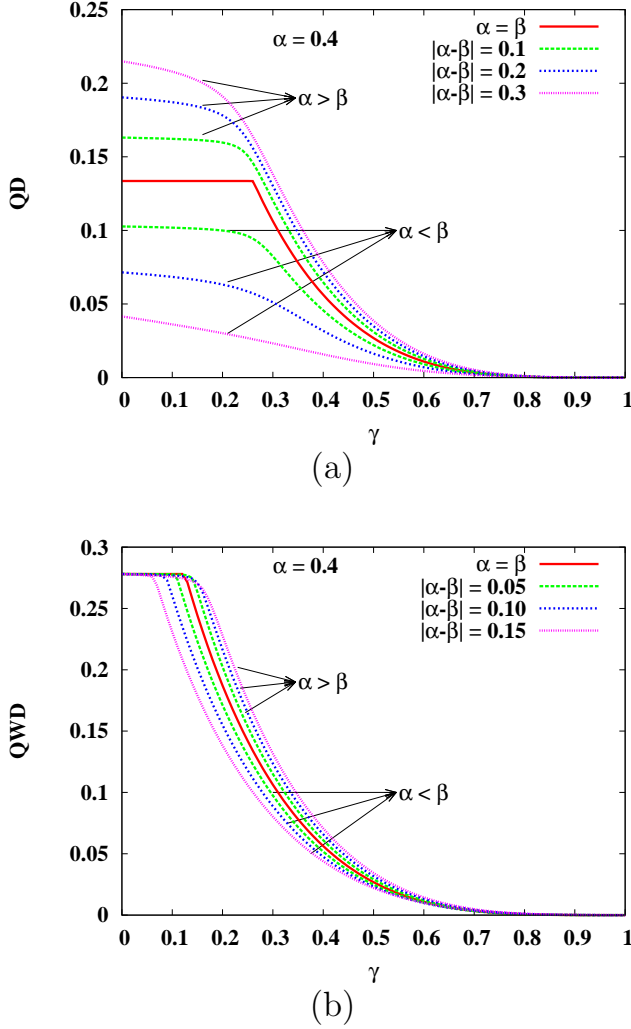 α = 0.4
α = β
|α-β| = 0.1
|α-β| = 0.2
|α-β| = 0.3
α > β
α < β
QD
0.25
0.2
0.15
0.1
0.05
0
0 0.1 0.2 0.3 0.4 0.5 0.6 0.7 0.8 0.9 1
γ
(a)
α = 0.4
α = β
|α-β| = 0.05
|α-β| = 0.10
|α-β| = 0.15
α > β
α < β
QWD
0.3
0.25
0.2
0.15
0.1
0.05
0
0 0.1 0.2 0.3 0.4 0.5 0.6 0.7 0.8 0.9 1
γ
(b)